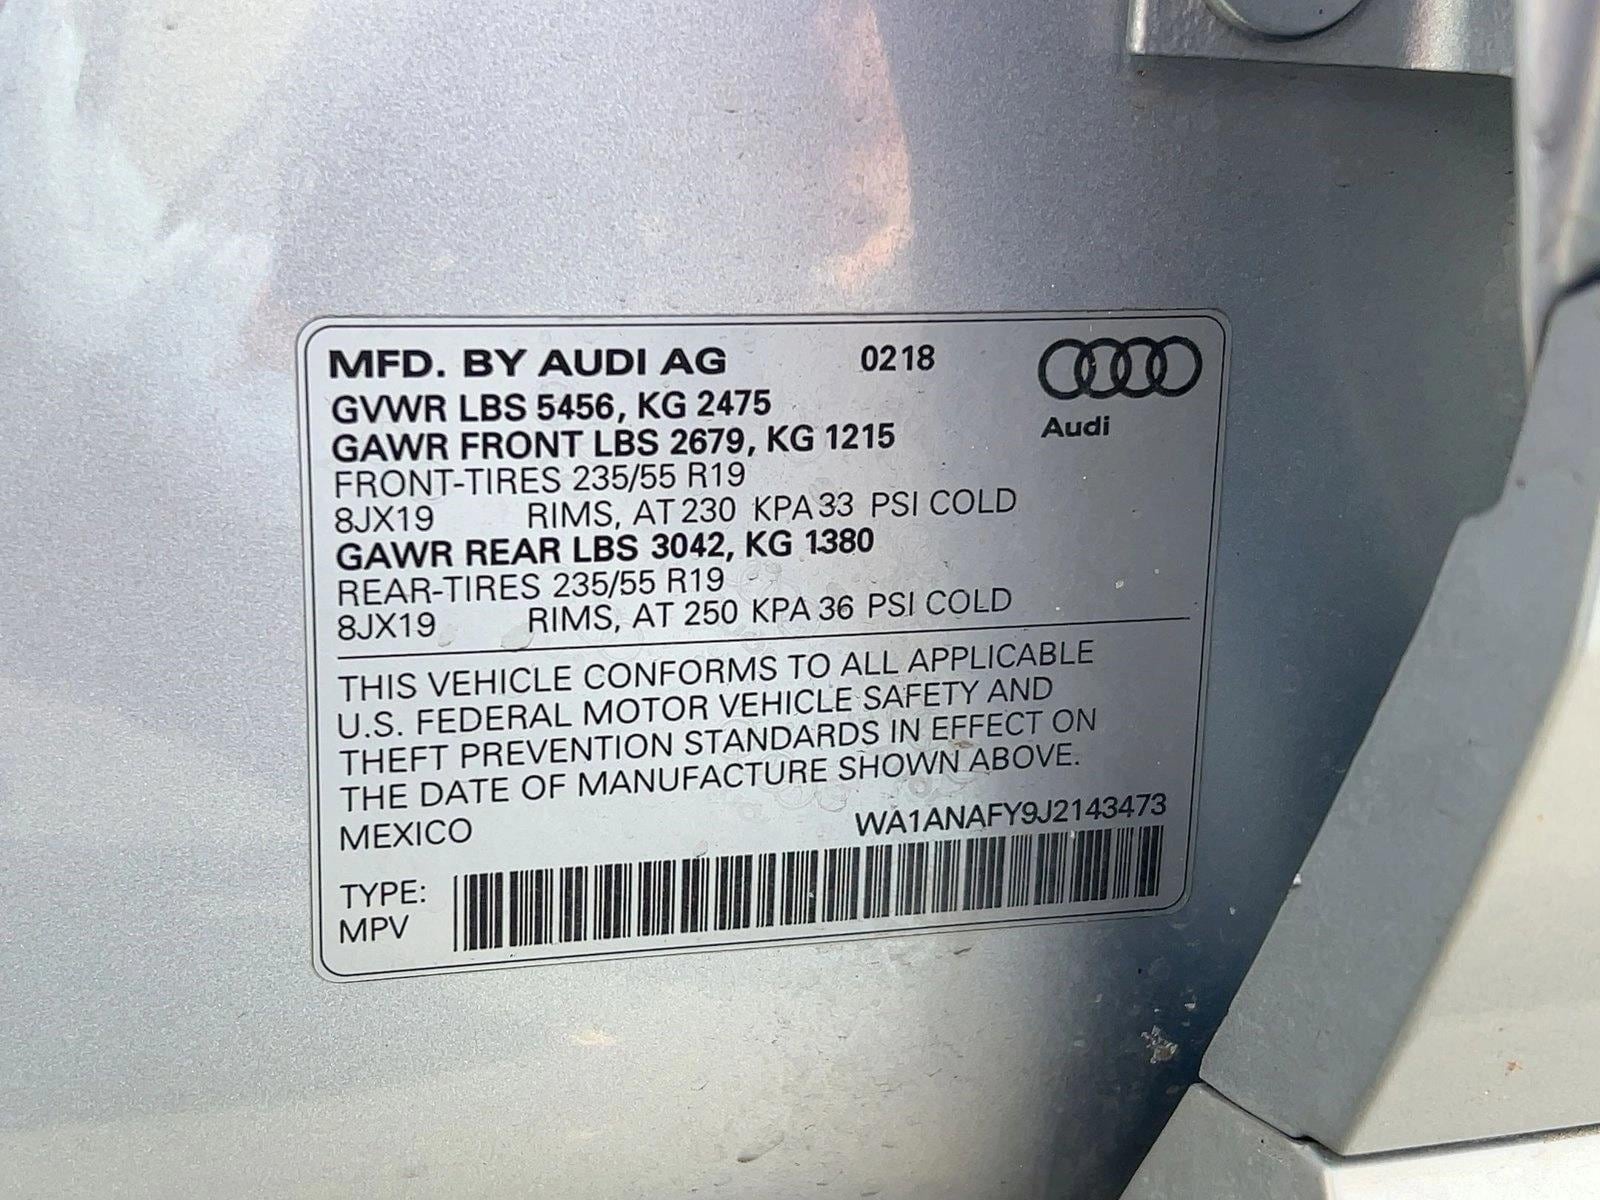 MFD. BY AUDI AG 0218
GVWR LBS 5456, KG 2475
GAWR FRONT LBS 2679, KG 1215
Audi
FRONT-TIRES 235/55 R19
8JX19 RIMS, AT 230 KPA 33 PSI COLD
GAWR REAR LBS 3042, KG 1380
REAR-TIRES 235/55 R19
8JX19 RIMS, AT 250 KPA 36 PSI COLD
THIS VEHICLE CONFORMS TO ALL APPLICABLE
U.S. FEDERAL MOTOR VEHICLE SAFETY AND
THEFT PREVENTION STANDARDS IN EFFECT ON
THE DATE OF MANUFACTURE SHOWN ABOVE.
MEXICO WA1ANAFY9J2143473
TYPE:
MPV